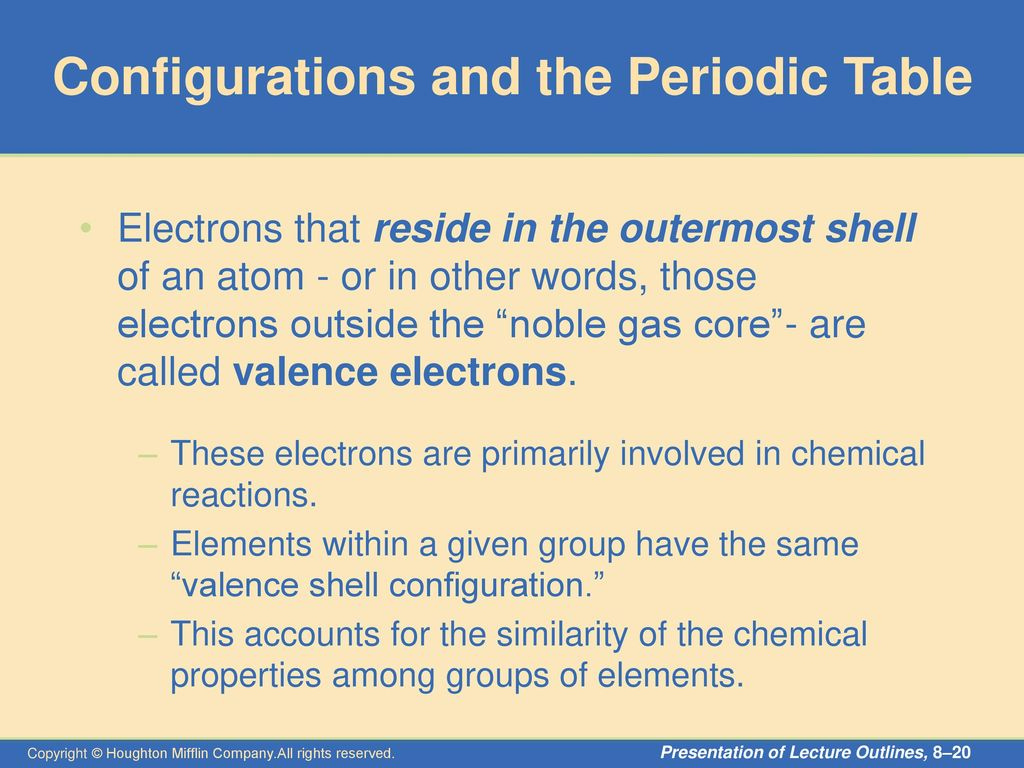 Configurations and the Periodic Table
• Electrons that reside in the outermost shell
of an atom - or in other words, those
electrons outside the “noble gas core”- are
called valence electrons.
– These electrons are primarily involved in chemical
reactions.
– Elements within a given group have the same
“valence shell configuration.”
– This accounts for the similarity of the chemical
properties among groups of elements.
Copyright © Houghton Mifflin Company.All rights reserved.
Presentation of Lecture Outlines, 8–20